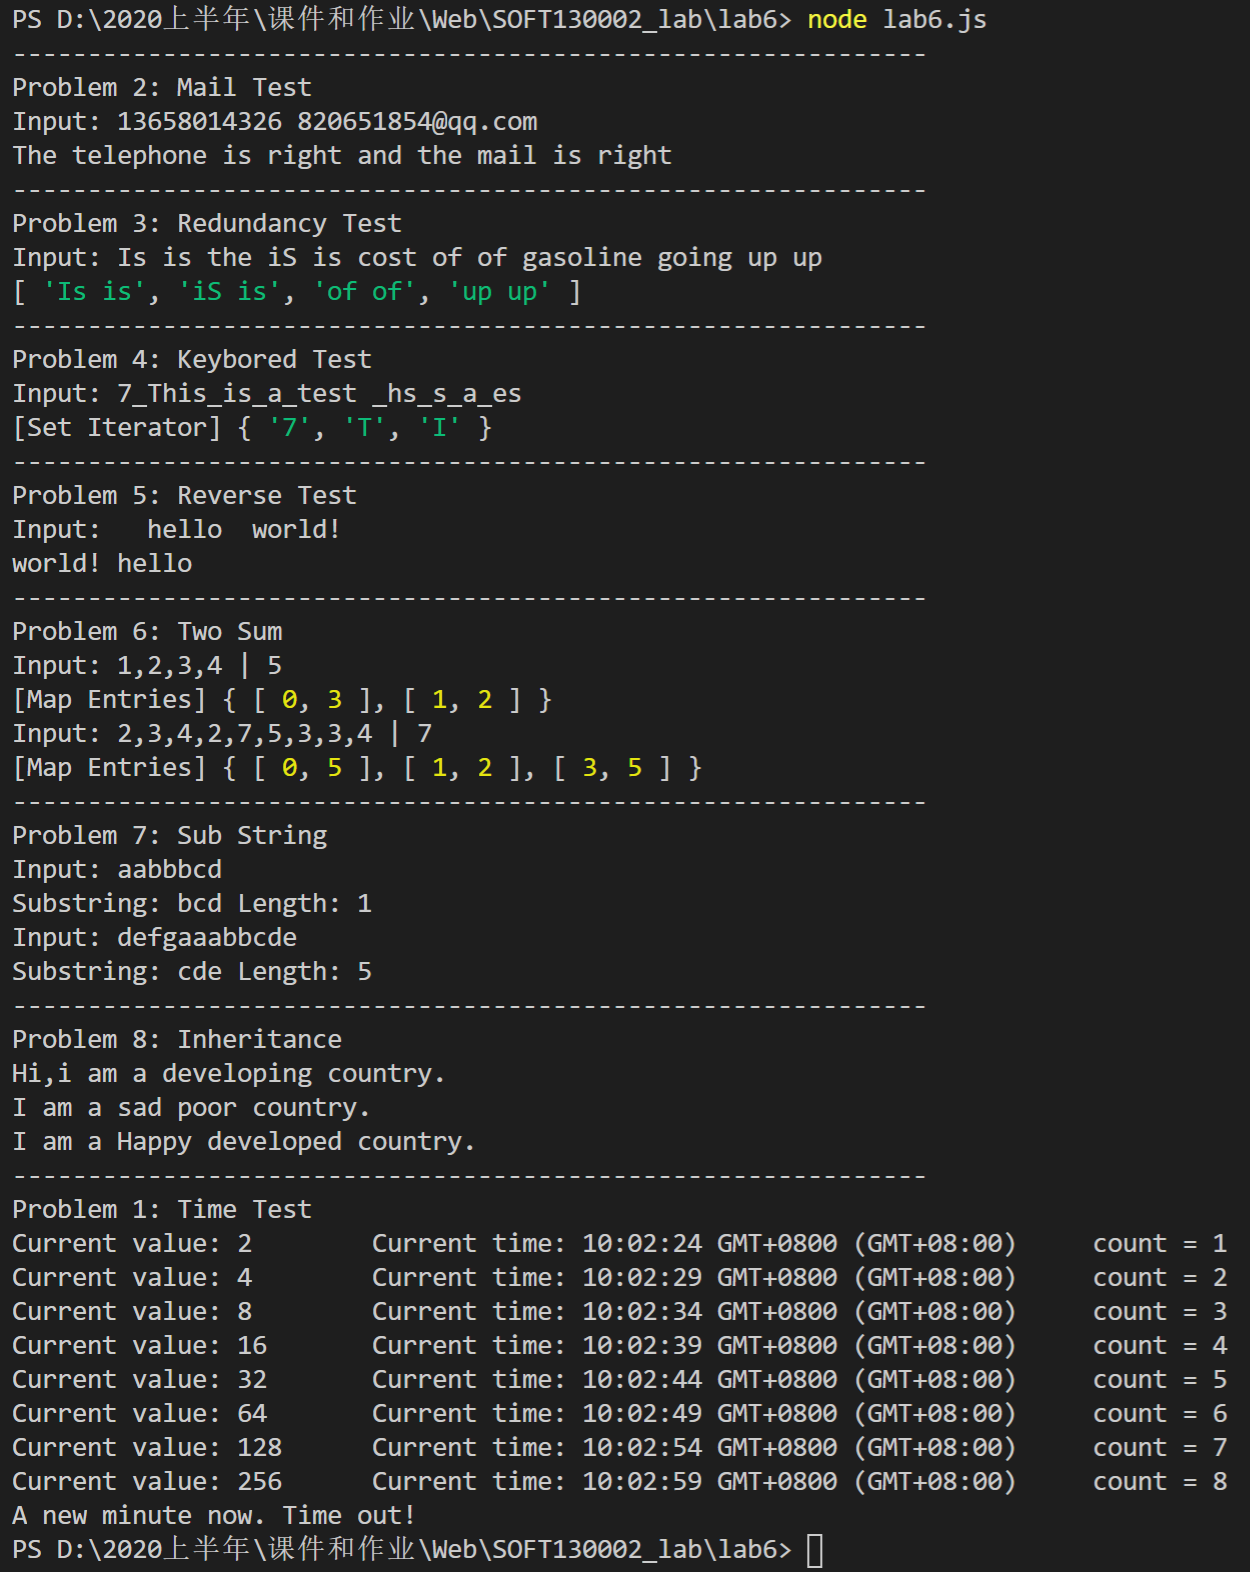 PS D:\2020上半年\课件和作业\Web\SOFT130002_lab\lab6> node lab6.js
-------------------------------------------------------------
Problem 2: Mail Test
Input: 13658014326 820651854@qq.com
The telephone is right and the mail is right
-------------------------------------------------------------
Problem 3: Redundancy Test
Input: Is is the iS is cost of of gasoline going up up
[ 'Is is', 'iS is', 'of of', 'up up' ]
-------------------------------------------------------------
Problem 4: Keybored Test
Input: 7_This_is_a_test _hs_s_a_es
[Set Iterator] { '7', 'T', 'I' }
-------------------------------------------------------------
Problem 5: Reverse Test
Input:   hello  world!
world! hello
-------------------------------------------------------------
Problem 6: Two Sum
Input: 1,2,3,4 | 5
[Map Entries] { [ 0, 3 ], [ 1, 2 ] }
Input: 2,3,4,2,7,5,3,3,4 | 7
[Map Entries] { [ 0, 5 ], [ 1, 2 ], [ 3, 5 ] }
-------------------------------------------------------------
Problem 7: Sub String
Input: aabbbcd
Substring: bcd Length: 1
Input: defgaaabbcde
Substring: cde Length: 5
-------------------------------------------------------------
Problem 8: Inheritance
Hi,i am a developing country.
I am a sad poor country.
I am a Happy developed country.
-------------------------------------------------------------
Problem 1: Time Test
Current value: 2        Current time: 10:02:24 GMT+0800 (GMT+08:00)     count = 1
Current value: 4        Current time: 10:02:29 GMT+0800 (GMT+08:00)     count = 2
Current value: 8        Current time: 10:02:34 GMT+0800 (GMT+08:00)     count = 3
Current value: 16       Current time: 10:02:39 GMT+0800 (GMT+08:00)     count = 4
Current value: 32       Current time: 10:02:44 GMT+0800 (GMT+08:00)     count = 5
Current value: 64       Current time: 10:02:49 GMT+0800 (GMT+08:00)     count = 6
Current value: 128      Current time: 10:02:54 GMT+0800 (GMT+08:00)     count = 7
Current value: 256      Current time: 10:02:59 GMT+0800 (GMT+08:00)     count = 8
A new minute now. Time out!
PS D:\2020上半年\课件和作业\Web\SOFT130002_lab\lab6>